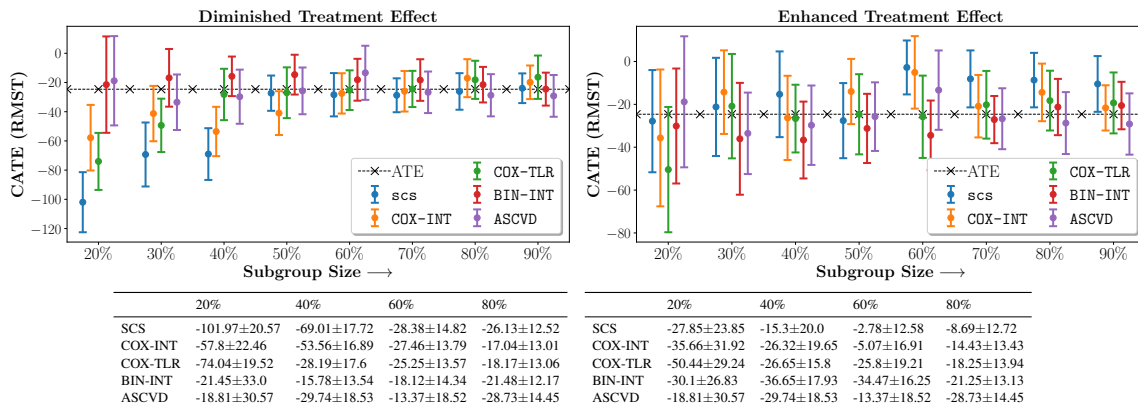 Diminished Treatment Effect
CATE (RMST)
0
−20
−40
−60
−80
−100
−120
ATE
scs
COX-INT
COX-TLR
BIN-INT
ASCVD
20% 30% 40% 50% 60% 70% 80% 90%
Subgroup Size ⟶
Enhanced Treatment Effect
CATE (RMST)
0
−20
−40
−60
−80
ATE
scs
COX-INT
COX-TLR
BIN-INT
ASCVD
20% 30% 40% 50% 60% 70% 80% 90%
Subgroup Size ⟶
20% 40% 60% 80%
SCS -101.97±20.57 -69.01±17.72 -28.38±14.82 -26.13±12.52
COX-INT -57.8±22.46 -53.56±16.89 -27.46±13.79 -17.04±13.01
COX-TLR -74.04±19.52 -28.19±17.6 -25.25±13.57 -18.17±13.06
BIN-INT -21.45±33.0 -15.78±13.54 -18.12±14.34 -21.48±12.17
ASCVD -18.81±30.57 -29.74±18.53 -13.37±18.52 -28.73±14.45
20% 40% 60% 80%
SCS -27.85±23.85 -15.3±20.0 -2.78±12.58 -8.69±12.72
COX-INT -35.66±31.92 -26.32±19.65 -5.07±16.91 -14.43±13.43
COX-TLR -50.44±29.24 -26.65±15.8 -25.8±19.21 -18.25±13.94
BIN-INT -30.1±26.83 -36.65±17.93 -34.47±16.25 -21.25±13.13
ASCVD -18.81±30.57 -29.74±18.53 -13.37±18.52 -28.73±14.45